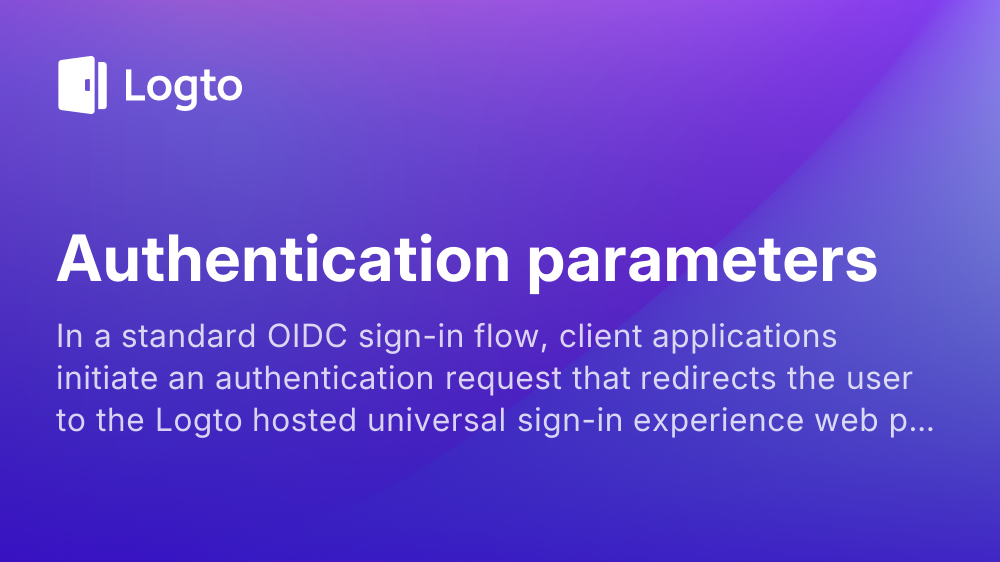 Logto
Authentication parameters
In a standard OIDC sign-in flow, client applications
initiate an authentication request that redirects the user
to the Logto hosted universal sign-in experience web p...